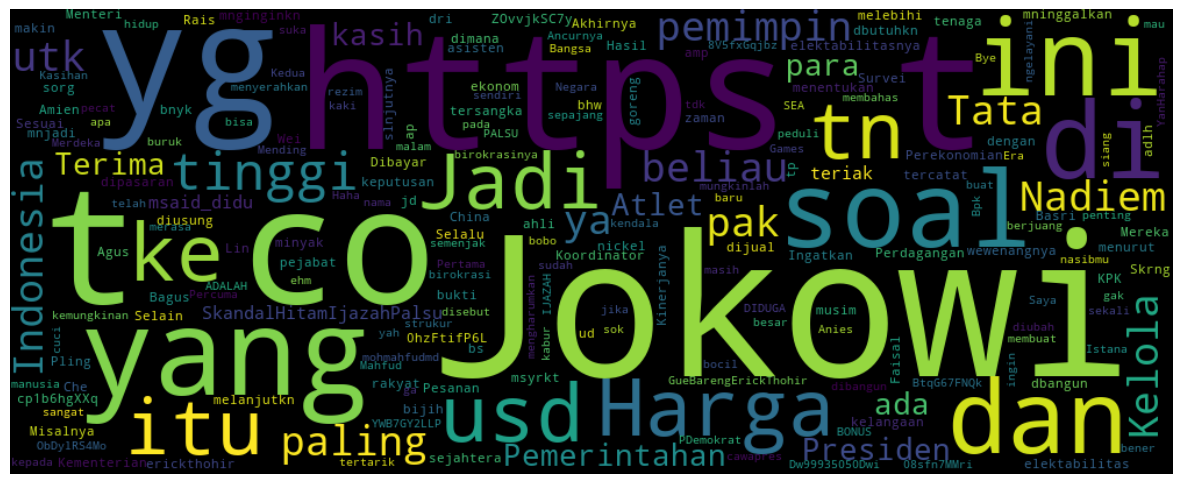 makin
Menteri
hidup
mnginginkn
Rais
suka
dri
ZOvvjkSC7y
Akhirnya
pemimpin
melebihi
tenaga
mninggalkan
mau
utk
yg
https
t
ini
kasih
dimana
Ancurnya
Bangsa
Hasil
8V5fxGqjbz
elektabilitasnya
dbutuhkn
Bye
ngelayani
Kasihan
sorg
Kedua
menyerahkan
rezim
kaki
asisten
ekonom
sendiri
Negara
amp
para
Survei
menentukan
membahas
YanHarahap
Amien
pecat
bnyk
bisa
slnjutnya
tersangka
bhw
sepanjang
goreng
tdk
zaman
SEA
Games
tn
Tata
di
Sesuai
apa
mnjadi
Merdeka
buruk
Wei
Mending
ap
malam
pada
PALSU
peduli
dengan
Era
siang
adlh
Indonesia
Terima
tinggi
Dibayar
birokrasinya
Jadi
beliau
tp
teriak
Perekonomian
tercatat
dipasaran
telah
msaid_didu
keputusan
Haha
nama
jd
mungkinlah
baru
Atlet
kendala
ya
pak
soal
Bpk
buat
Basri
penting
Nadiem
merasa
diusung
China
Selalu
ahli
semenjak
bobo
nickel
dijual
Ingatkan
Perdagangan
wewenangnya
berjuang
Mereka
nasibmu
t
ke
co
Jokowi
Agus
Lin
minyak
pejabat
ehm
Pertama
birokrasi
Koordinator
sudah
masih
menurut
KPK
Skrng
ADALAH
Bagus
Percuma
kemungkinan
Selain
SkandalHitamIjazahPalsu
bukti
disebut
mengharumkan
IJAZAH
kabur
jika
Kinerjanya
DIDUGA
besar
musim
Anies
Saya
gak
sekali
diubah
membuat
Istana
yang
cuci
Pling
yah
strukur
OhzFtifP6L
ud
sok
manusia
Che
mohmahfudmd
Mahfud
bs
bocil
Faisal
ingin
Kelola
cp1b6hgXXq
sangat
rakyat
ga
Pesanan
msyrkt
GueBarengErickThohir
dibangun
BtqG67FNQk
dbangun
Misalnya
itu
melanjutkn
paling
YWB7GY2LLP
bijih
usd
Harga
ada
kelangaan
dan
ObDylRS4Mo
kepada
Kementerian
erickthohir
tertarik
sejahtera
Pemerintahan
PDemokrat
capapres
BONUS
Presiden
Dw99935050Dwi
08sfn7MMri
elektabilitas
bener